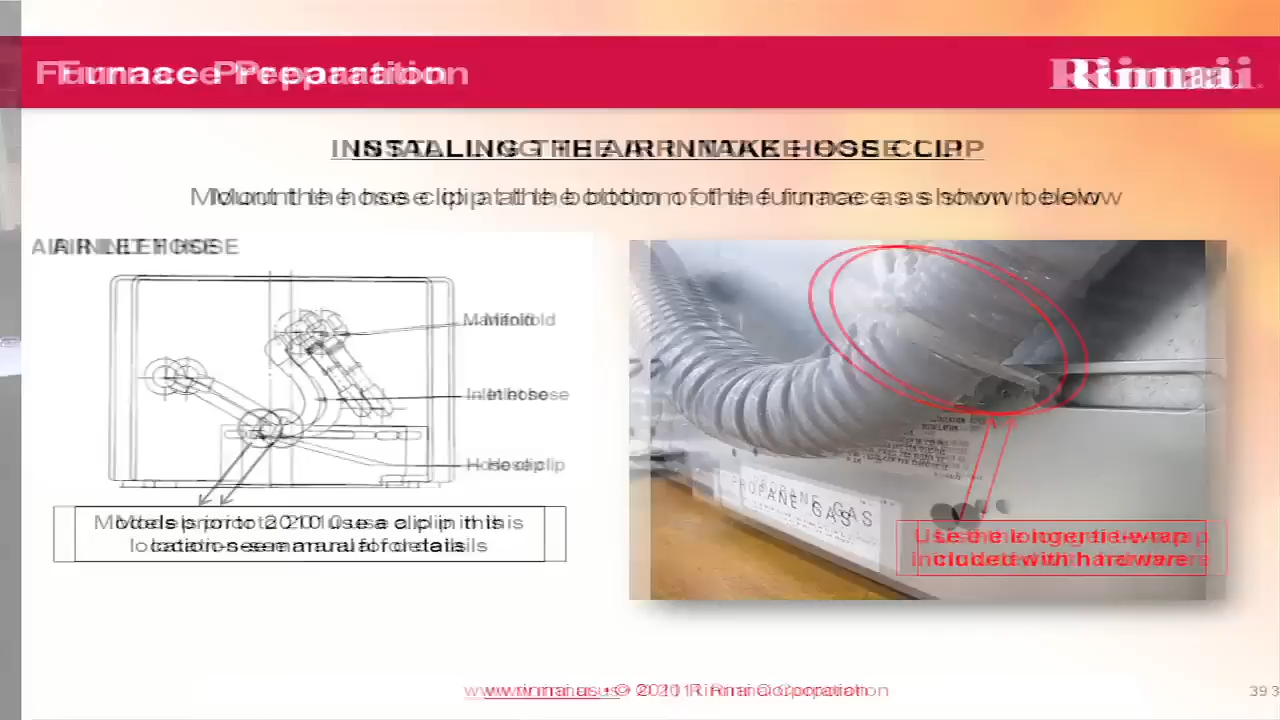 Furnace Preparation
Rinnai
INSTALLING THE AIR INTAKE HOSE CLIP
Mount the hose clip at the bottom of the furnace as shown below
AIR INLET HOSE
Manifold
Inlet hose
Hose clip
Models prior to 2010 use a clip in this
location-see manual for details
PROPANE GAS
Use the longer tie-wrap
included with hardware
www.rinnai.us • © 2011 Rinnai Corporation
39